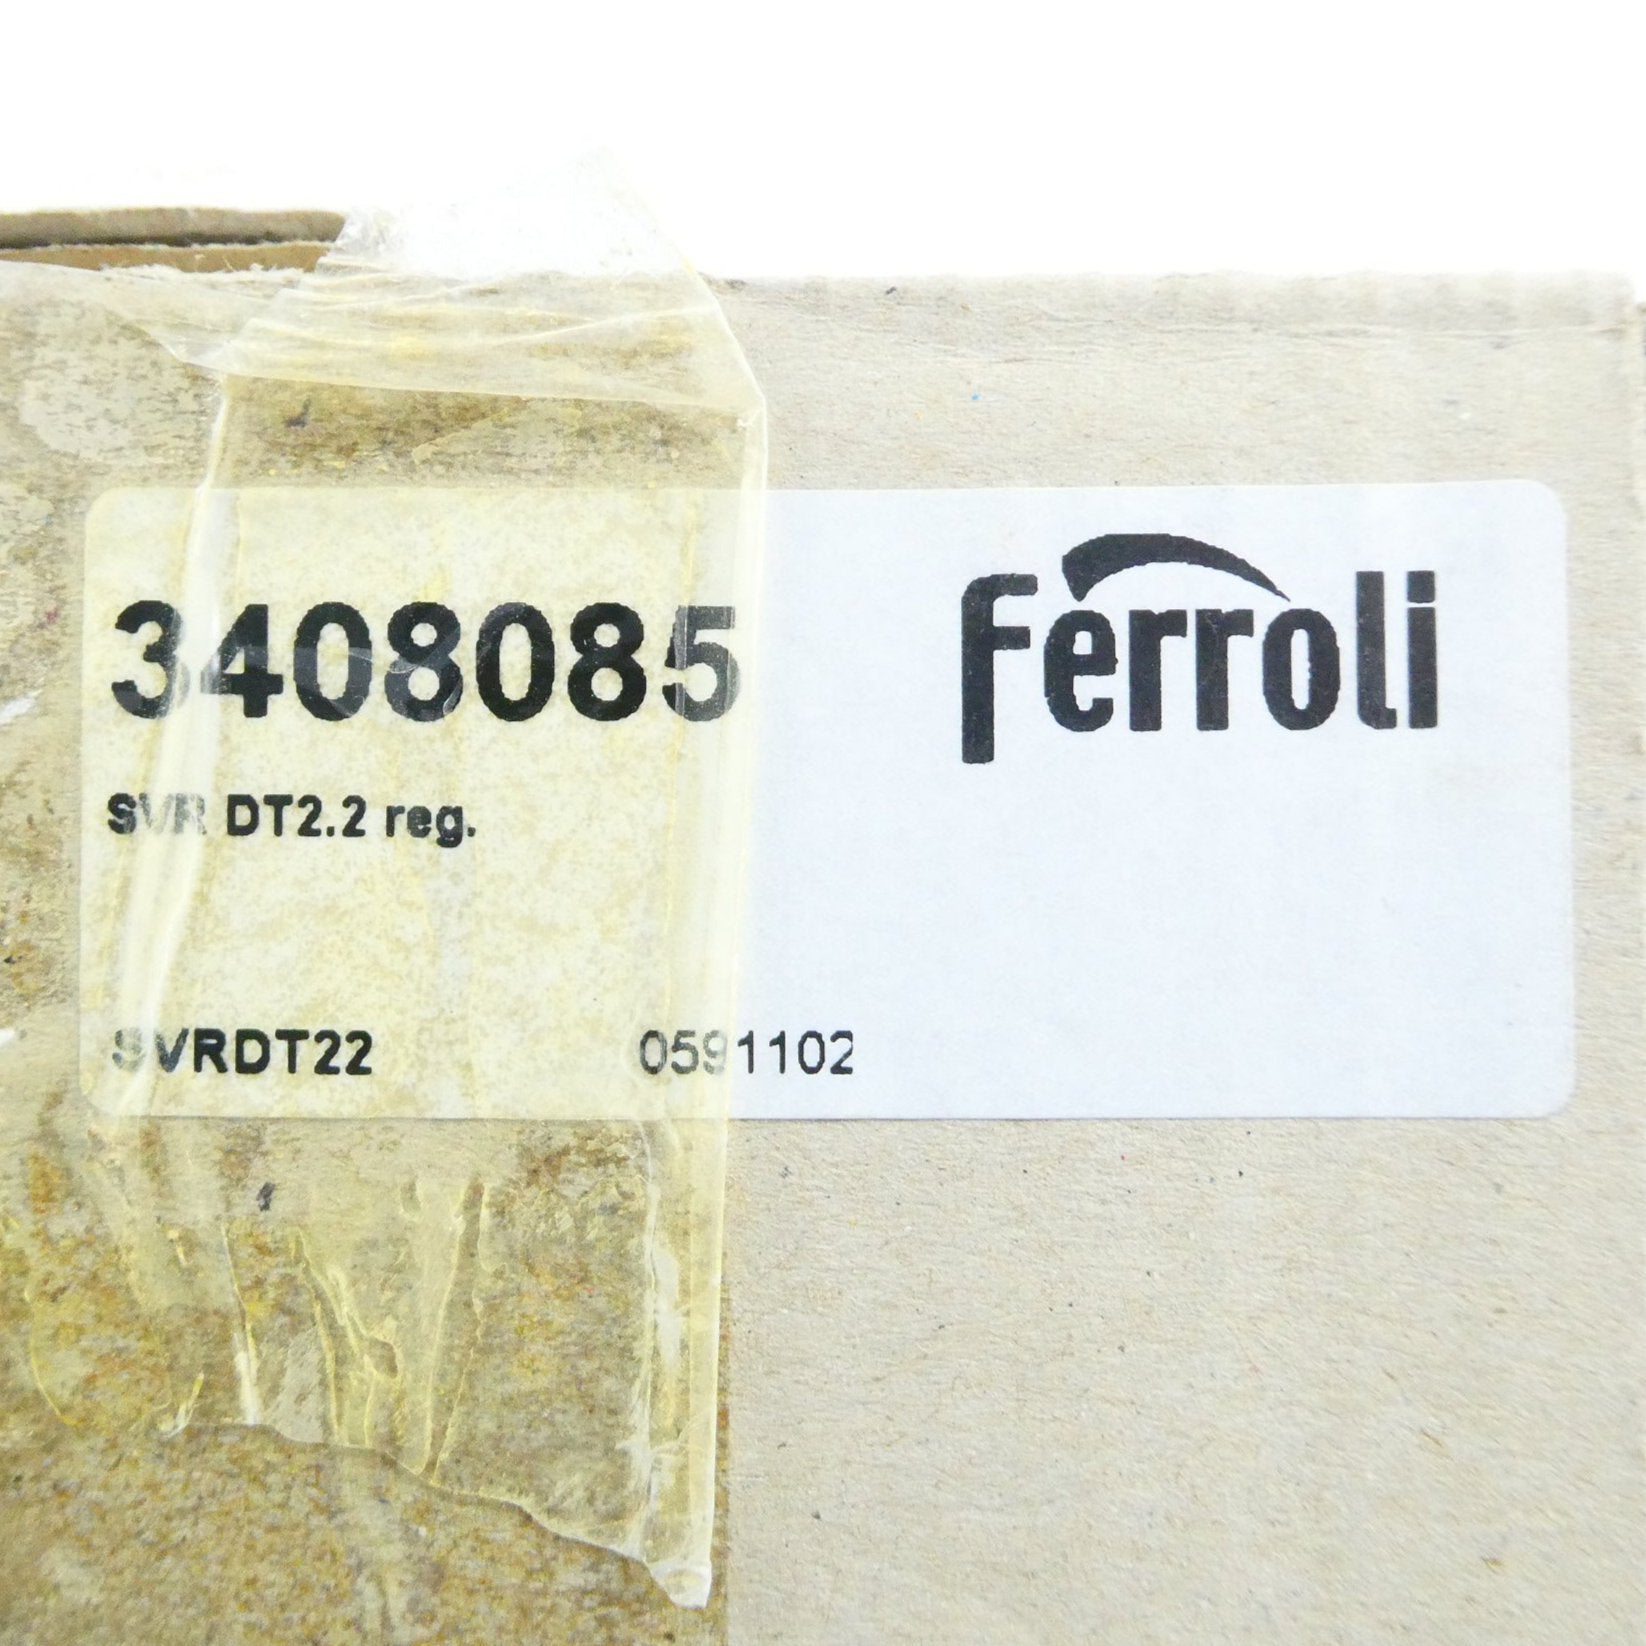 3408085
ferroli
SVR DT2.2 reg.
SVRDT22 0591102